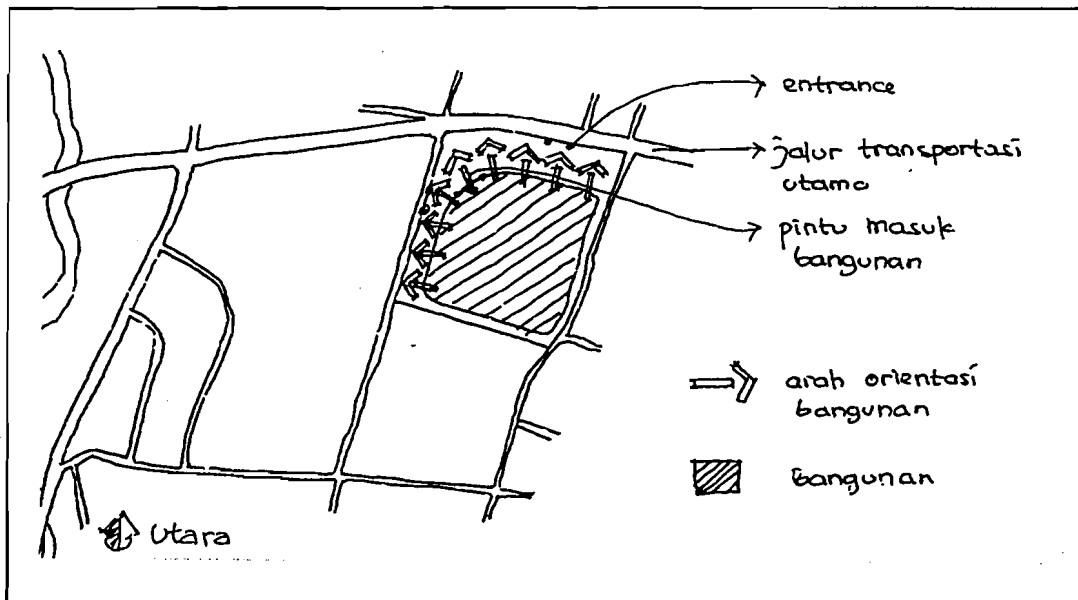 entrance
jalur transportasi
utama
pintu masuk
bangunan
arah orientasi
bangunan
bangunan
Utara